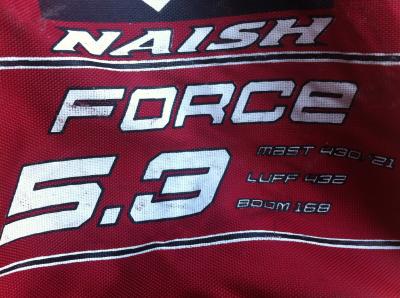 NAISH
FORCE
5.3
MAST 430/21
LUFF 432
BOOM 168